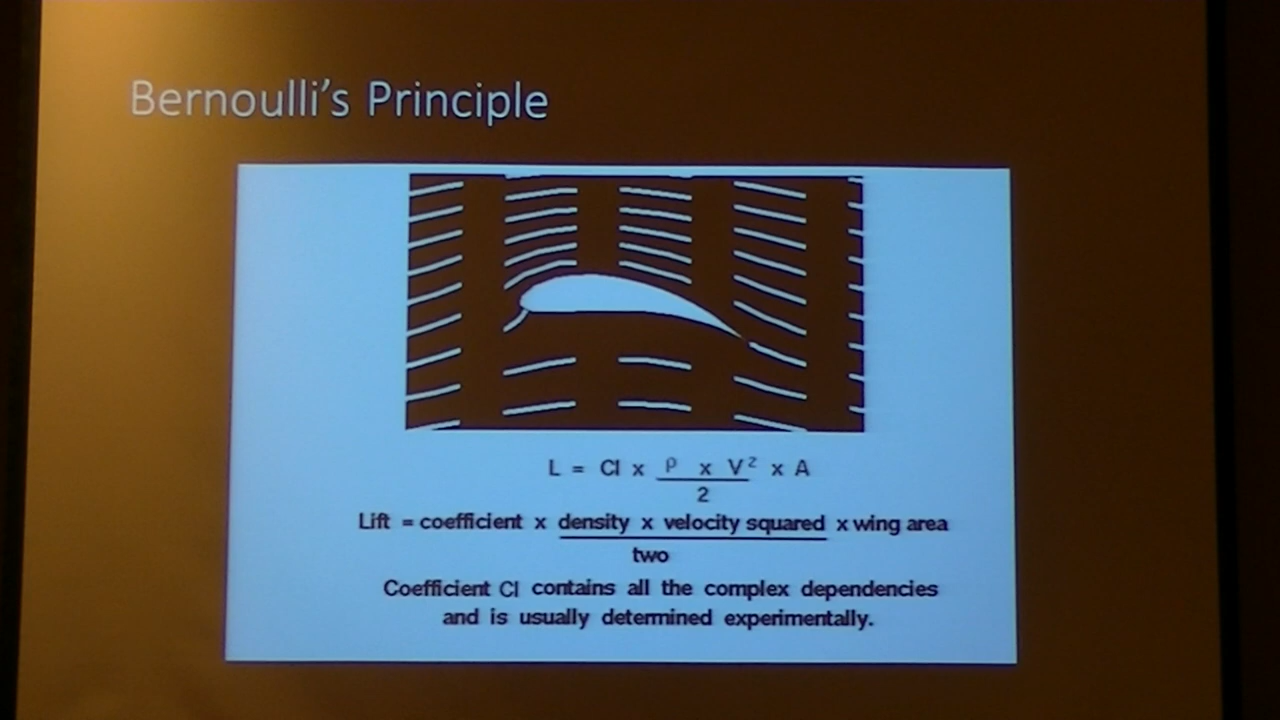 Bernoulli's Principle
L = Cl x ρ x V² x A
2
Lift = coefficient x density x velocity squared x wing area
two
Coefficient Cl contains all the complex dependencies
and is usually determined experimentally.